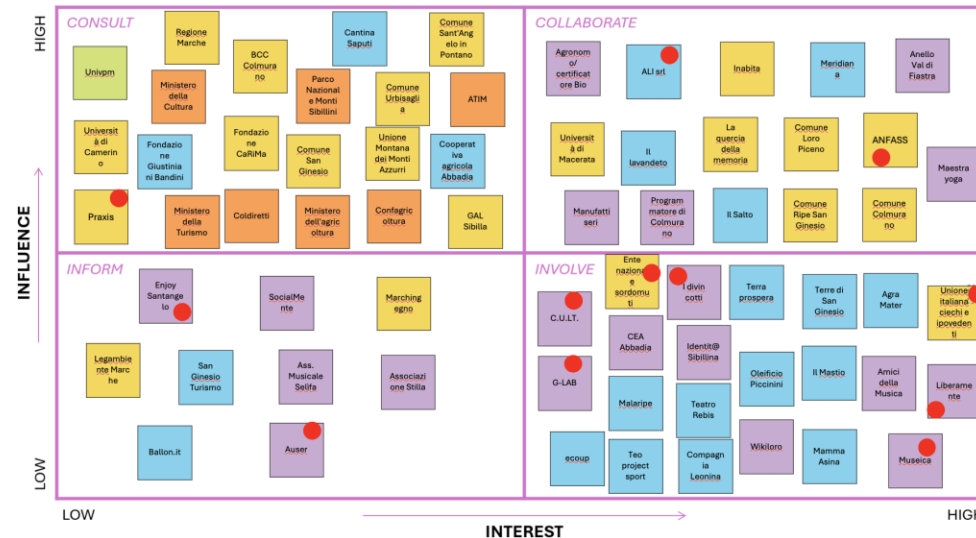 HIGH
INFLUENCE
LOW
CONSULT
Univpm
Regione
Marche
BCC
Colmura
no
Cantina
Saputi
Comune
Sant'Ang
elo in
Pontano
Ministero
della
Cultura
Parco
Nazional
e Monti
Sibillini
Comune
Urbisagli
a
ATIM
Universit
à di
Camerin
o
Fondazio
ne
Giustinia
ni Bandini
Fondazio
ne
CaRiMa
Comune
San
Ginesio
Unione
Montana
dei Monti
Azzurri
Cooperat
iva
agricola
Abbadia
Praxis
Ministero
della
Turismo
Coldiretti
Ministero
dell'agric
oltura
Confagric
oltura
GAL
Sibilla
COLLABORATE
Agronom
o/
certificat
ore Bio
ALI srl
Inabita
Meridian
a
Anello
Val di
Fiastra
Universit
à di
Macerata
Il
lavandeto
La
quercia
della
memoria
Comune
Loro
Piceno
ANFASS
Maestra
yoga
Manufatti
seri
Program
matore di
Colmura
no
Il Salto
Comune
Ripe San
Ginesio
Comune
Colmura
no
INFORM
Enjoy
Santange
lo
SocialMe
nte
Marching
egno
Legambie
nte Marc
he
San
Ginesio
Turismo
Ass.
Musicale
Selifa
Associazi
one Stilla
Ballon.it
Auser
INVOLVE
C.U.L.T.
Ente
naziona
e
sordomu
ti
I divin
cotti
Terra
prospera
Terre di
San
Ginesio
Agra
Mater
Unione
italiana
ciechi e
ipovedent
ti
G-LAB
CEA
Abbadia
Identit@
Sibillina
Oleificio
Piccinini
Il Mastio
Amici
della
Musica
Liberame
nte
Malaripe
Teatro
Rebis
ecoup
Teo
project
sport
Compag
nia
Leonina
Wikiloro
Mamma
Asina
Museica
LOW
INTEREST
HIGH